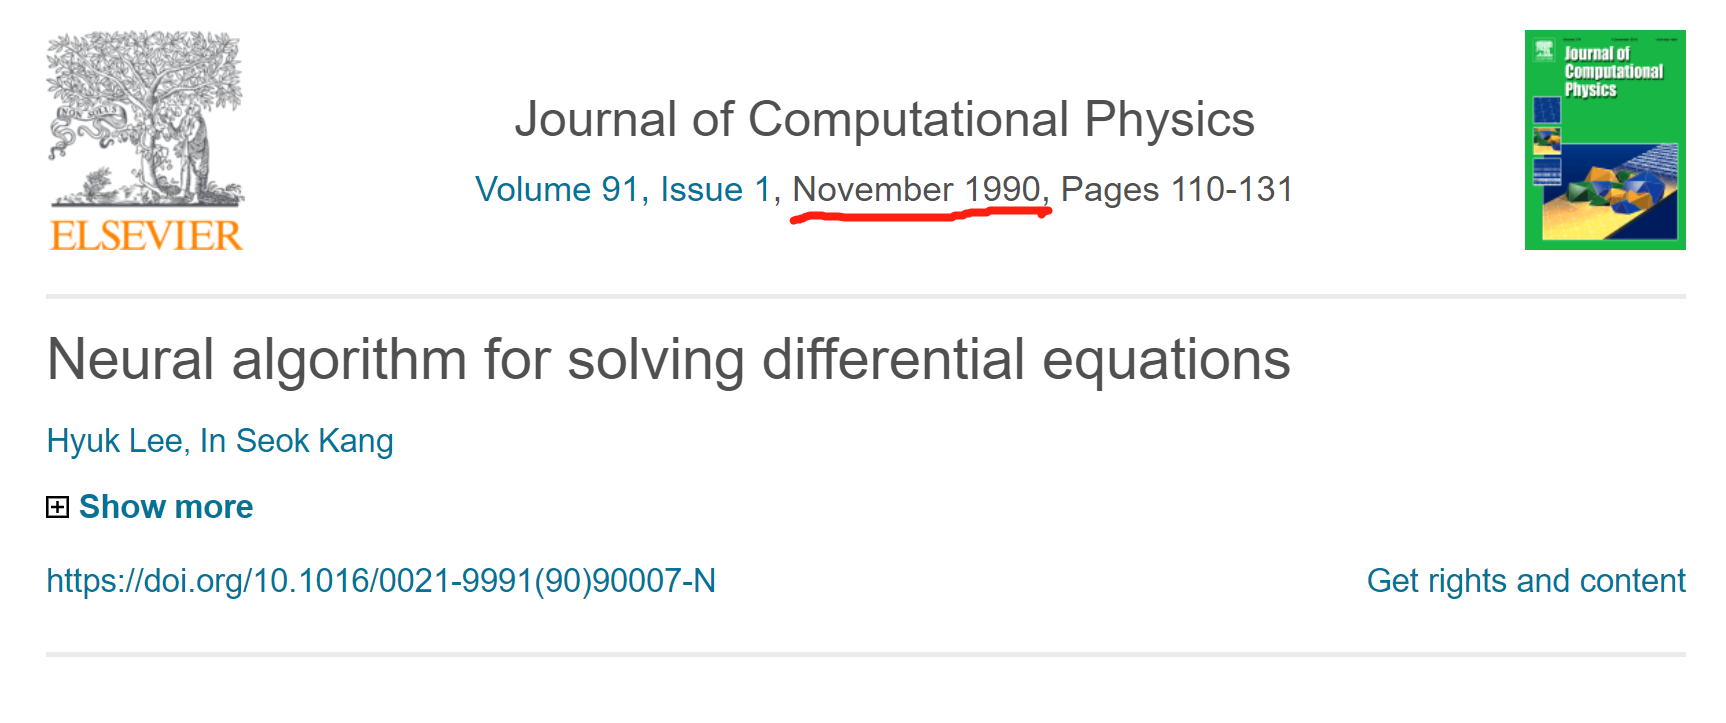 NON SOLUS
ELSEVIER
Journal of Computational Physics
Volume 91, Issue 1, November 1990, Pages 110-131
Journal of
Computational
Physics
Neural algorithm for solving differential equations
Hyuk Lee, In Seok Kang
Show more
https://doi.org/10.1016/0021-9991(90)90007-N
Get rights and content